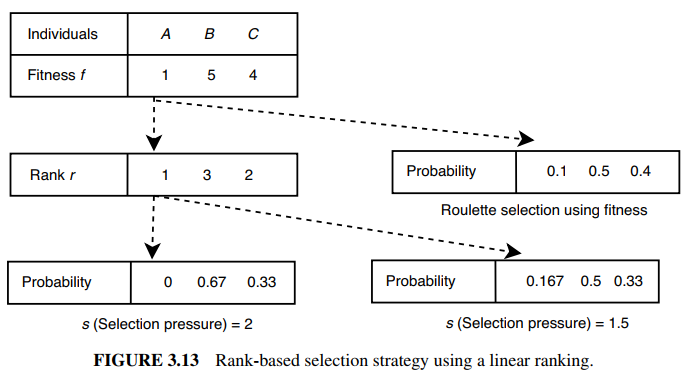 Individuals A B C
Fitness f 1 5 4
Rank r 1 3 2
Probability 0.1 0.5 0.4
Roulette selection using fitness
Probability 0 0.67 0.33
Probability 0.167 0.5 0.33
s (Selection pressure) = 2
s (Selection pressure) = 1.5
FIGURE 3.13 Rank-based selection strategy using a linear ranking.